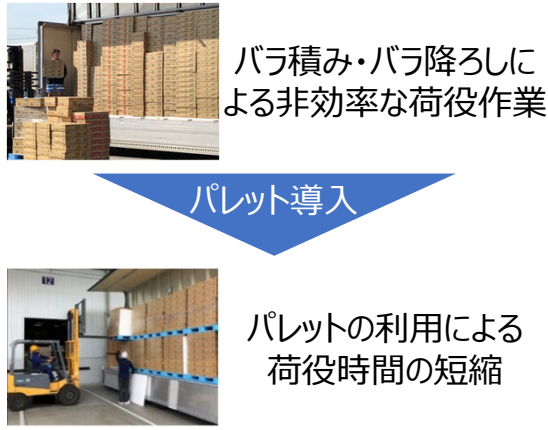 バラ積み・バラ降ろしに
よる非効率な荷役作業
パレット導入
12
パレットの利用による
荷役時間の短縮